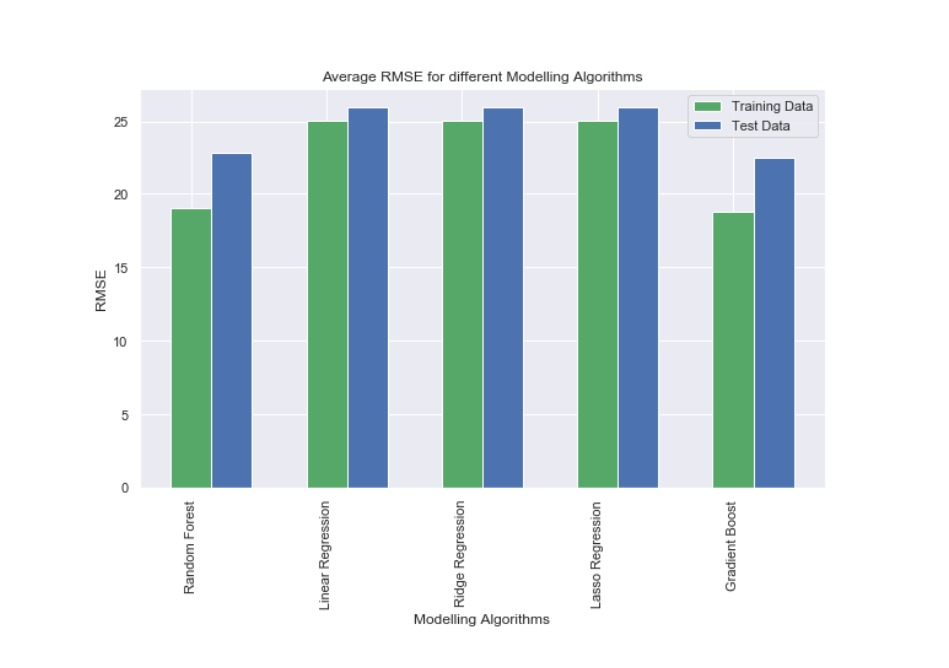 Average RMSE for different Modelling Algorithms
Training Data
Test Data
25
20
15
10
5
0
RMSE
Random Forest
Linear Regression
Ridge Regression
Lasso Regression
Gradient Boost
Modelling Algorithms